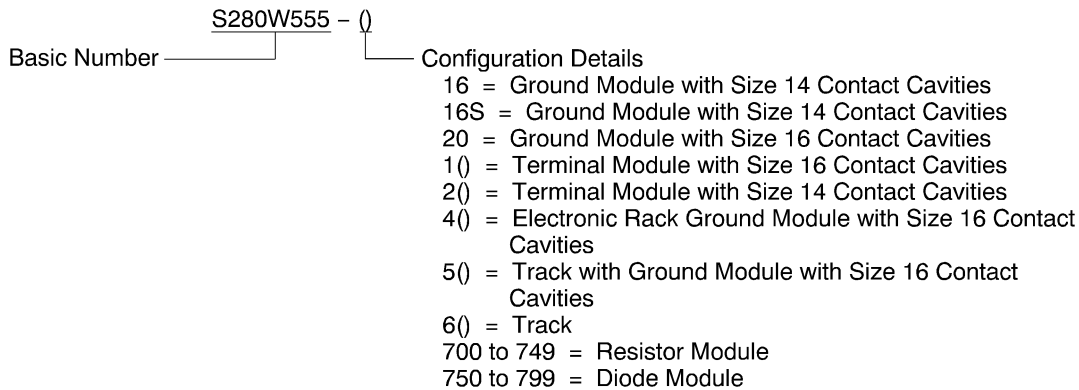 S280W555 – ()
Basic Number
Configuration Details
16 = Ground Module with Size 14 Contact Cavities
16S = Ground Module with Size 14 Contact Cavities
20 = Ground Module with Size 16 Contact Cavities
1() = Terminal Module with Size 16 Contact Cavities
2() = Terminal Module with Size 14 Contact Cavities
4() = Electronic Rack Ground Module with Size 16 Contact
Cavities
5() = Track with Ground Module with Size 16 Contact
Cavities
6() = Track
700 to 749 = Resistor Module
750 to 799 = Diode Module